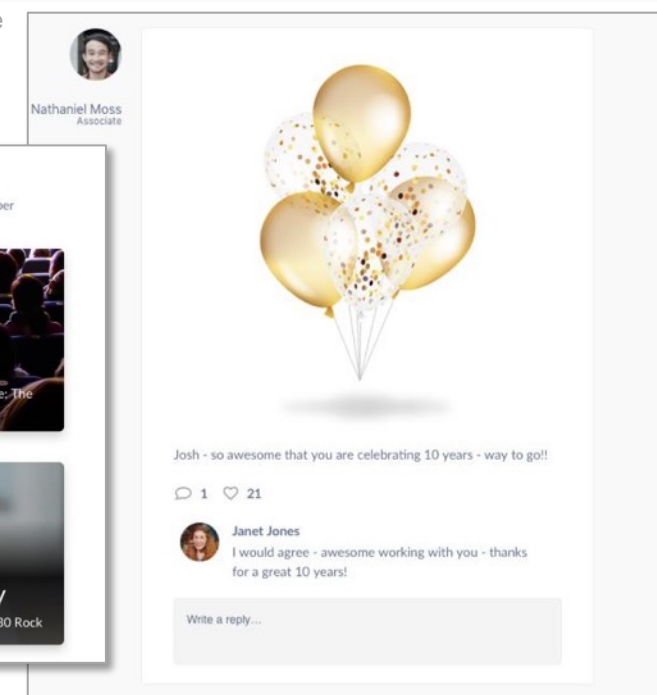 Nathaniel Moss
Associate
e: The
30 Rock
Josh - so awesome that you are celebrating 10 years - way to go!!
1 21
Janet Jones
I would agree - awesome working with you - thanks
for a great 10 years!
Write a reply...